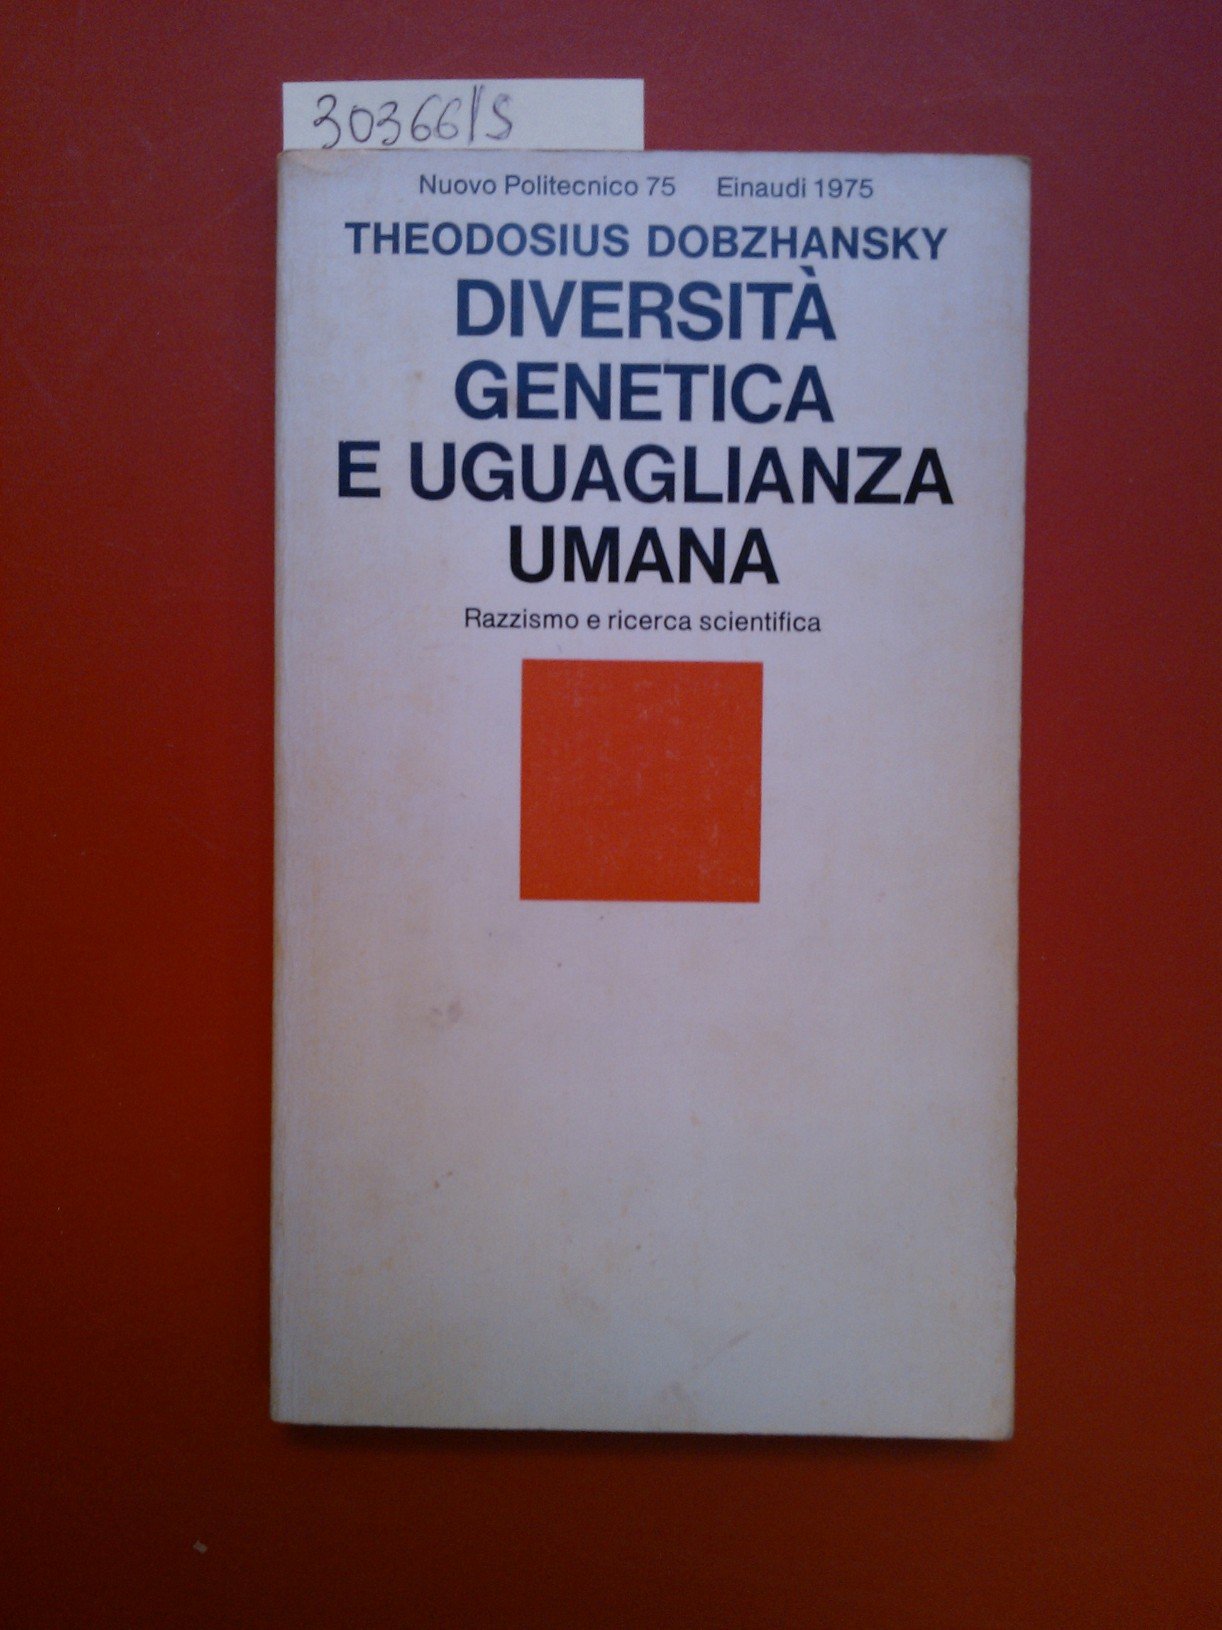 30366/S
Nuovo Politecnico 75 Einaudi 1975
THEODOSIUS DOBZHANSKY
DIVERSITÀ
GENETICA
E UGUAGLIANZA
UMANA
Razzismo e ricerca scientifica